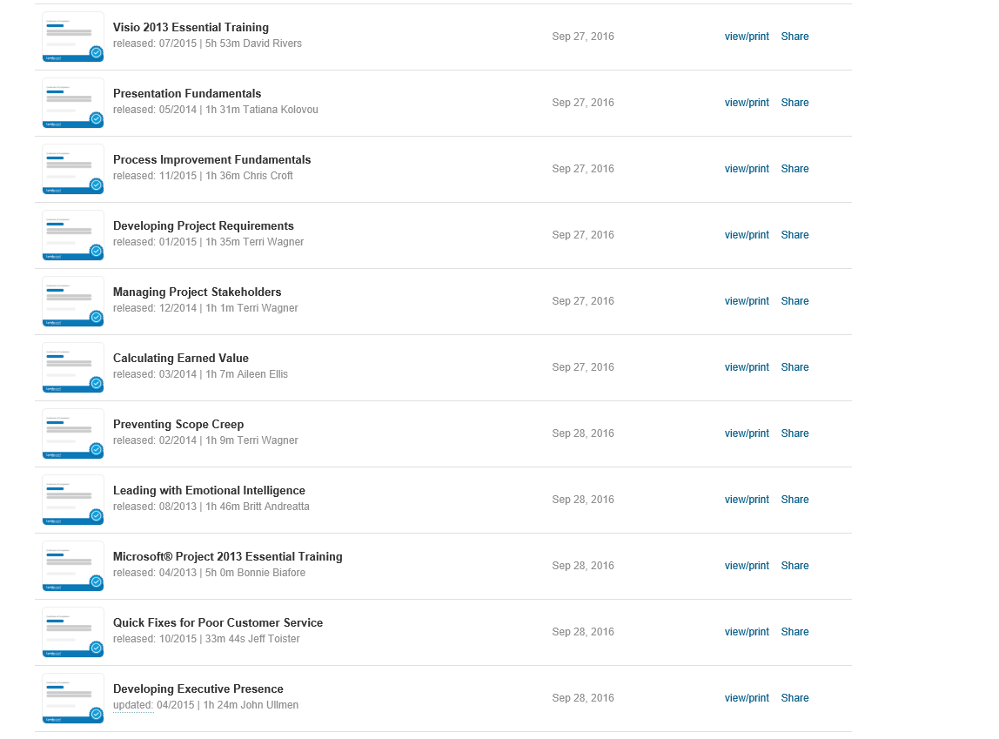 Visio 2013 Essential Training
released: 07/2015 | 5h 53m David Rivers
Sep 27, 2016
view/print Share
Presentation Fundamentals
released: 05/2014 | 1h 31m Tatiana Kolovou
Sep 27, 2016
view/print Share
Process Improvement Fundamentals
released: 11/2015 | 1h 36m Chris Croft
Sep 27, 2016
view/print Share
Developing Project Requirements
released: 01/2015 | 1h 35m Terri Wagner
Sep 27, 2016
view/print Share
Managing Project Stakeholders
released: 12/2014 | 1h 1m Terri Wagner
Sep 27, 2016
view/print Share
Calculating Earned Value
released: 03/2014 | 1h 7m Aileen Ellis
Sep 27, 2016
view/print Share
Preventing Scope Creep
released: 02/2014 | 1h 9m Terri Wagner
Sep 28, 2016
view/print Share
Leading with Emotional Intelligence
released: 08/2013 | 1h 46m Britt Andreatta
Sep 28, 2016
view/print Share
Microsoft® Project 2013 Essential Training
released: 04/2013 | 5h 0m Bonnie Biafore
Sep 28, 2016
view/print Share
Quick Fixes for Poor Customer Service
released: 10/2015 | 33m 44s Jeff Toister
Sep 28, 2016
view/print Share
Developing Executive Presence
updated: 04/2015 | 1h 24m John Ullmen
Sep 28, 2016
view/print Share